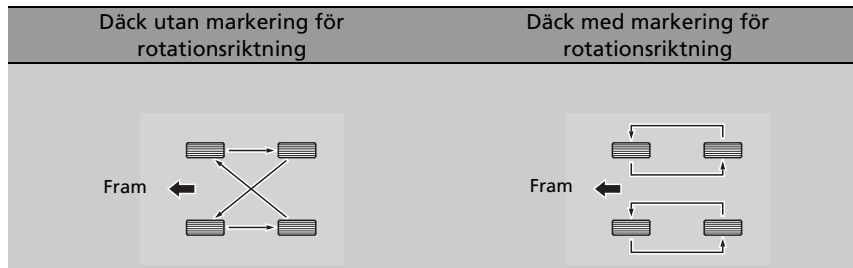 Däck utan markering för
rotationsriktning
Däck med markering för
rotationsriktning
Fram
Fram